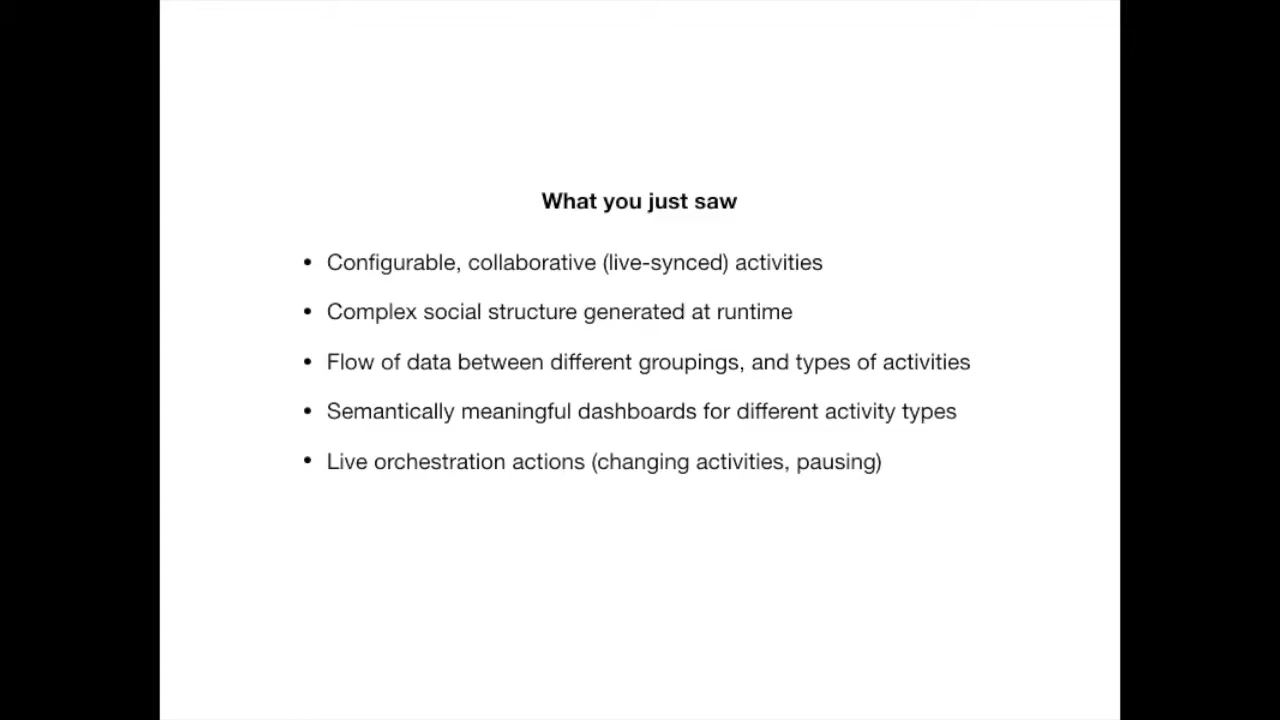 What you just saw
• Configurable, collaborative (live-synced) activities
• Complex social structure generated at runtime
• Flow of data between different groupings, and types of activities
• Semantically meaningful dashboards for different activity types
• Live orchestration actions (changing activities, pausing)